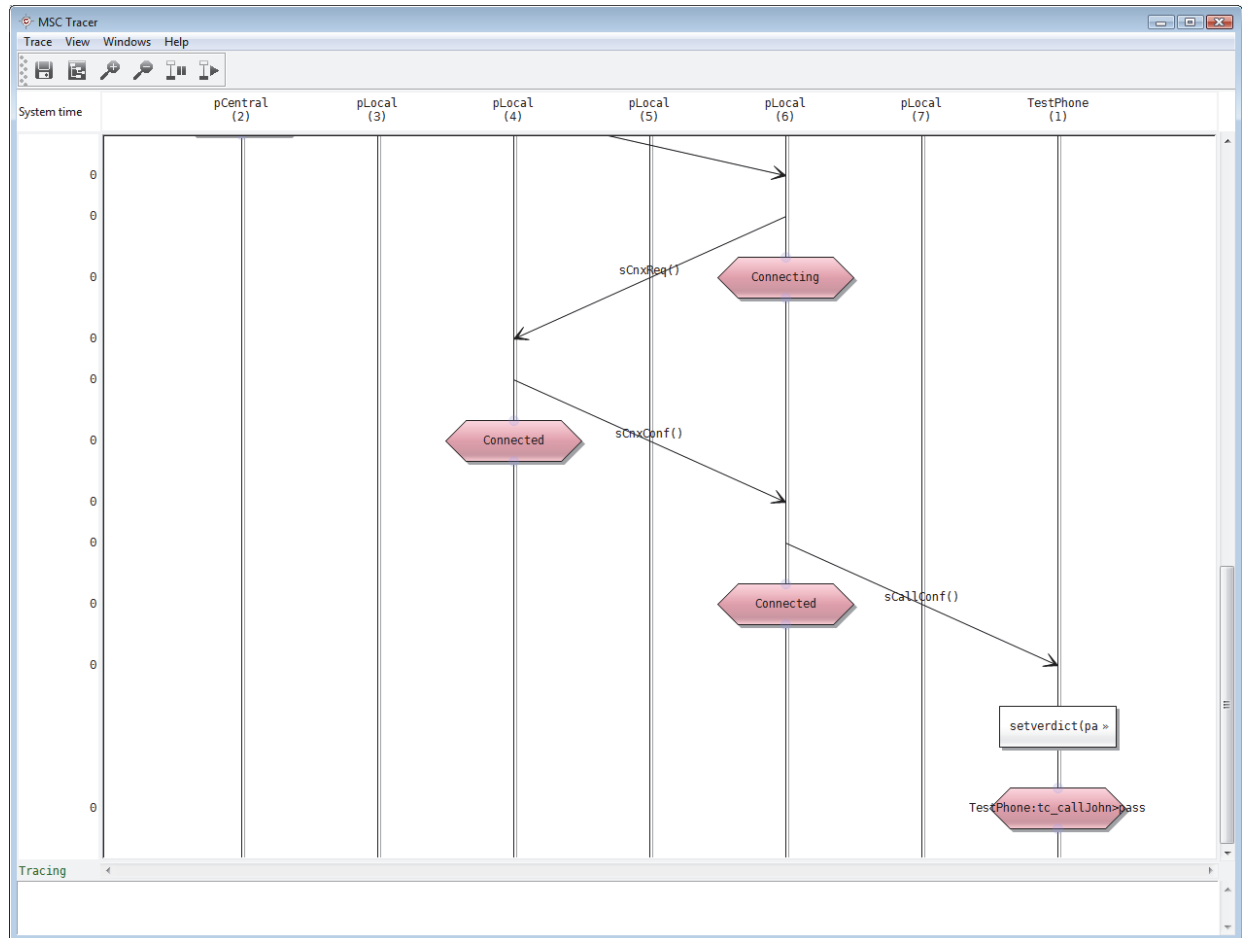 MSC Tracer
Trace View Windows Help
System time
pCentral
(2)
pLocal
(3)
pLocal
(4)
pLocal
(5)
pLocal
(6)
pLocal
(7)
TestPhone
(1)
0
0
sCnxReq()
0
Connecting
0
0
sCnxConf()
0
Connected
0
0
sCallConf()
0
Connected
0
setverdict(pa »
0
TestPhone:tc_callJohn>pass
Tracing